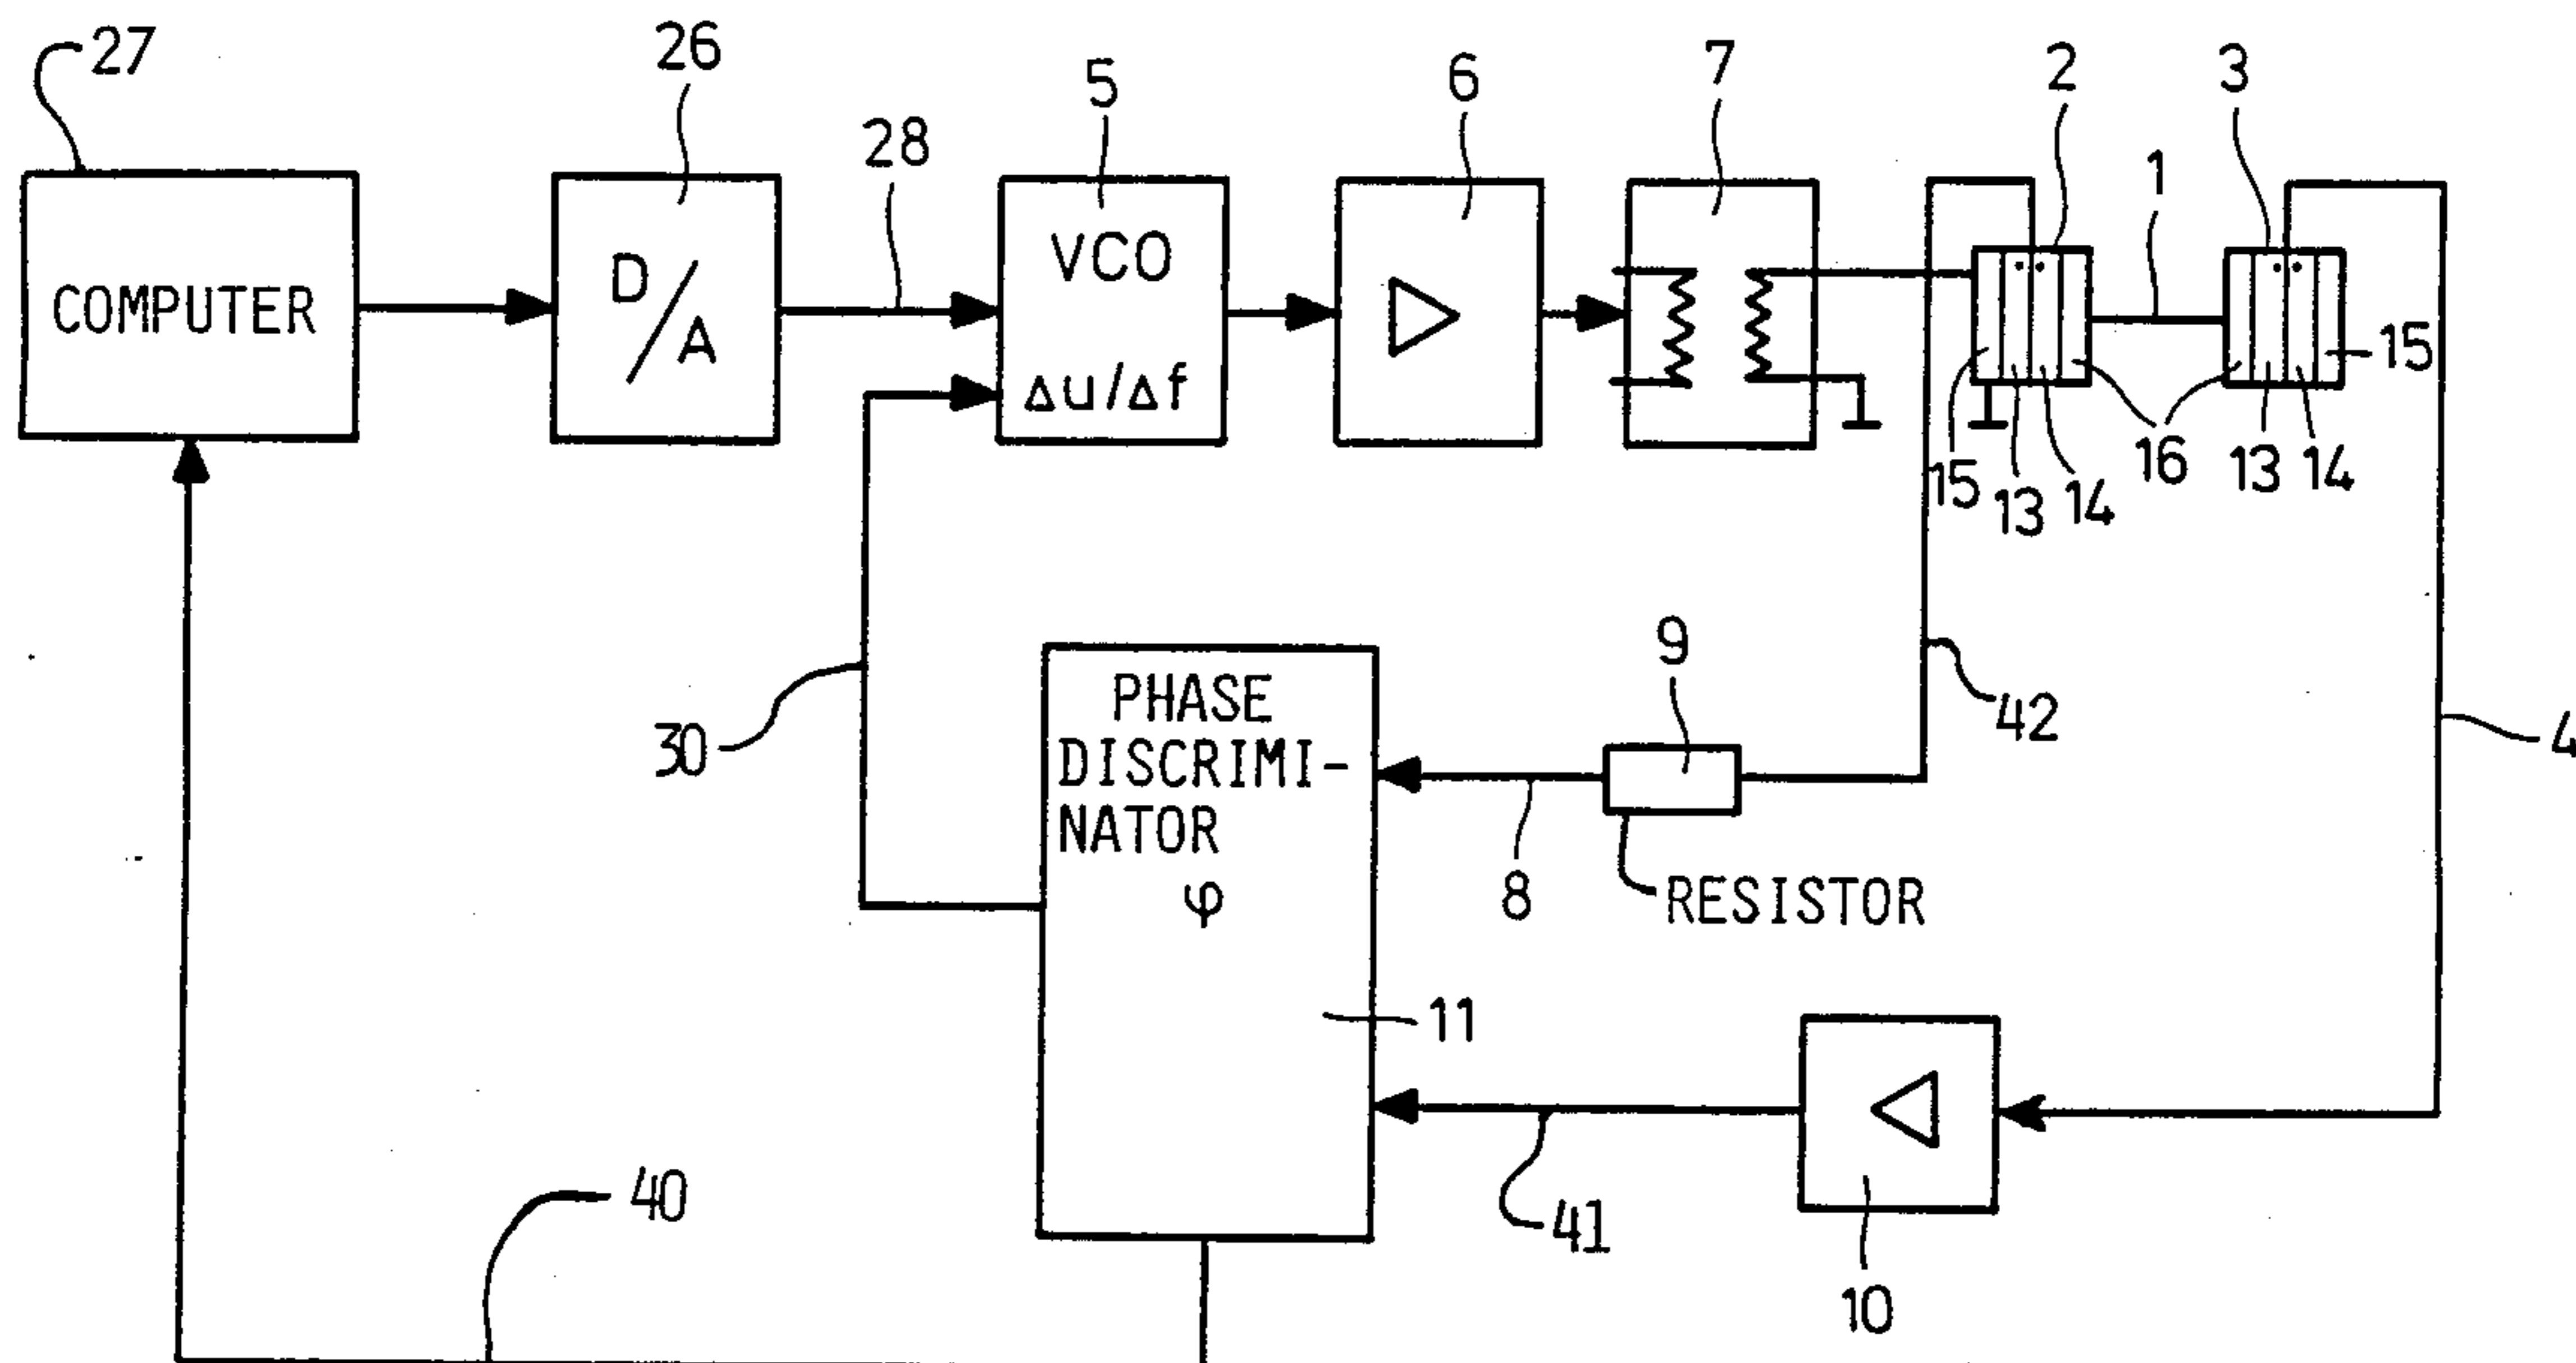 27
26
28
5
6
7
2
3
1
COMPUTER
D/A
VCO
Δu/Δf
15
13
14
16
13
14
15
30
PHASE
DISCRIMI-
NATOR
φ
9
42
4
8
RESISTOR
11
41
10
40